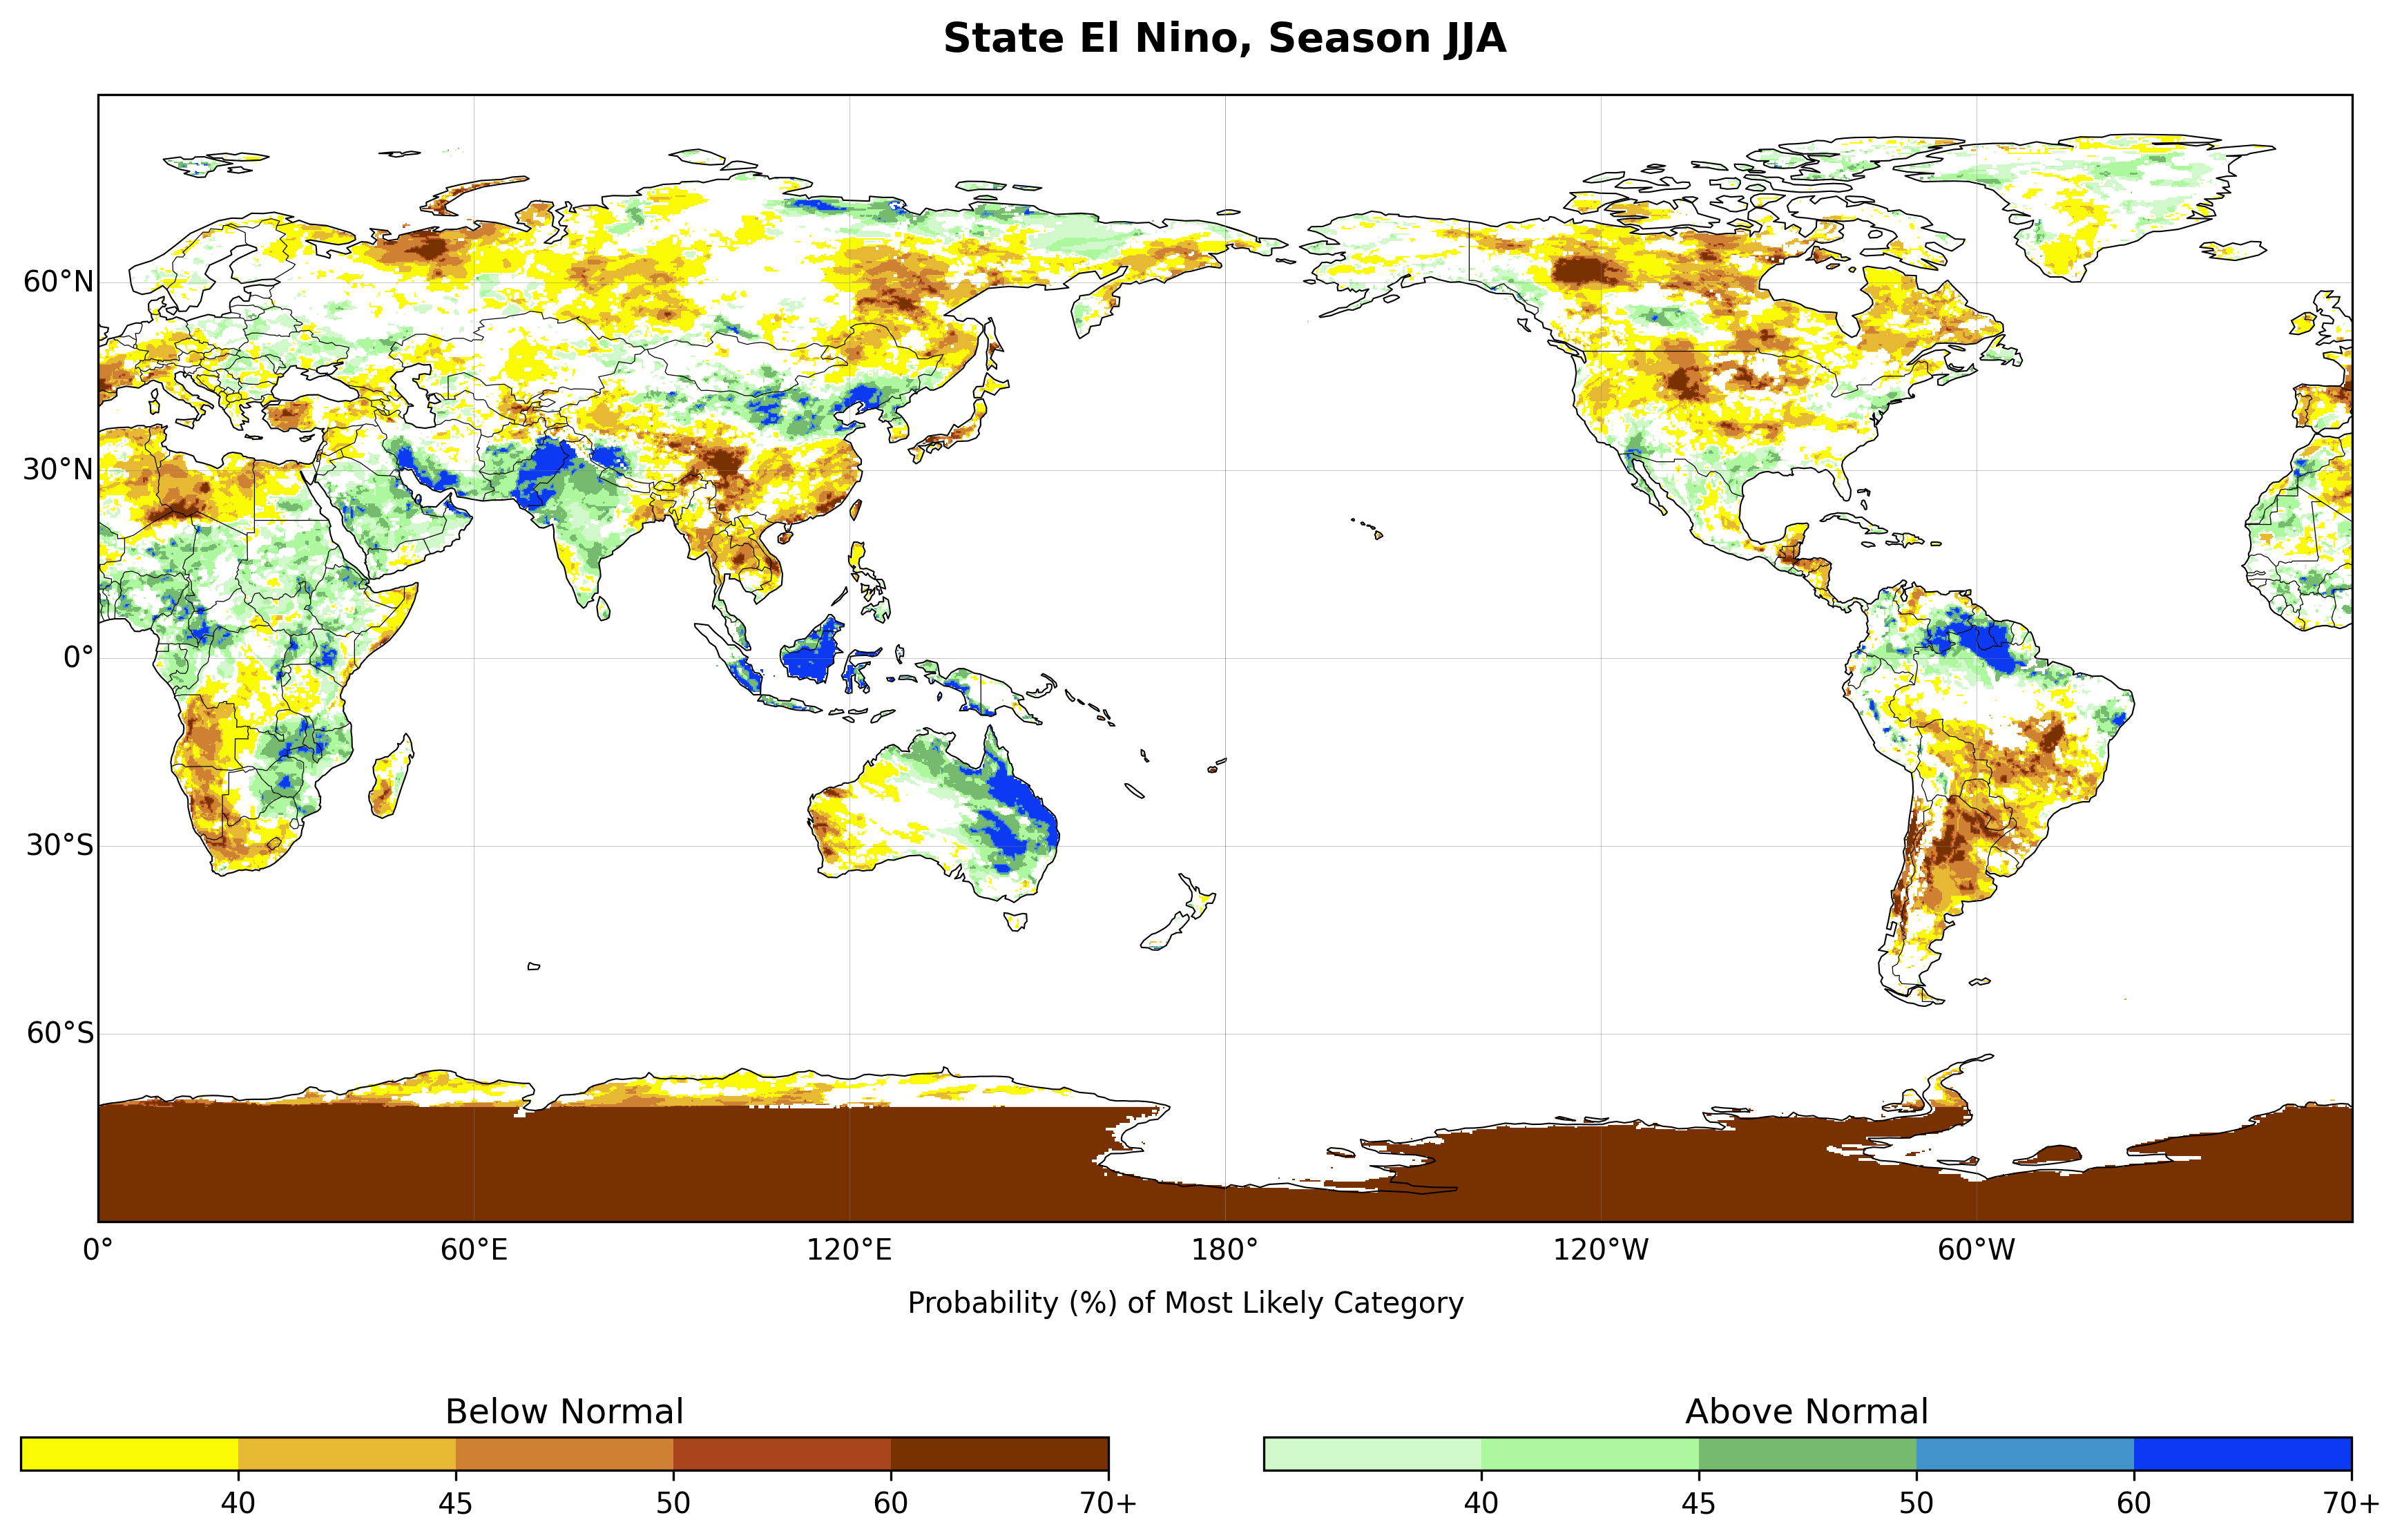 State El Nino, Season JJA
60°N
30°N
0°
30°S
60°S
0° 60°E 120°E 180° 120°W 60°W
Probability (%) of Most Likely Category
Below Normal
40 45 50 60 70+
Above Normal
40 45 50 60 70+